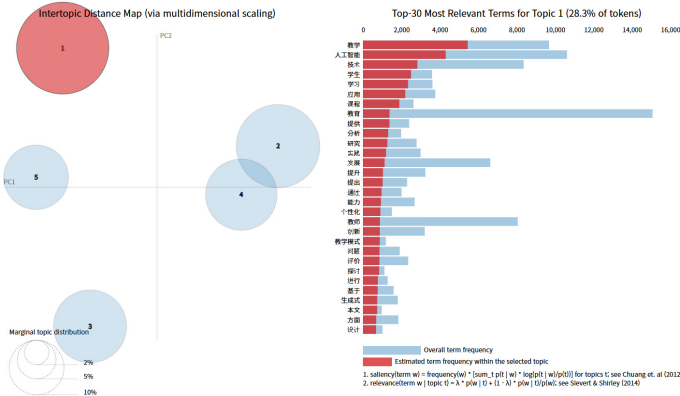 Intertopic Distance Map (via multidimensional scaling)
PC2
PC1
1
2
3
4
5
Marginal topic distribution
2%
5%
10%
Top-30 Most Relevant Terms for Topic 1 (28.3% of tokens)
0 2,000 4,000 6,000 8,000 10,000 12,000 14,000 16,000
教学
人工智能
技术
学生
学习
应用
课程
教育
提供
分析
研究
实践
发展
提升
提出
通过
能力
个性化
教师
创新
教学模式
问题
评价
探讨
进行
基于
生成式
本文
方面
设计
Overall term frequency
Estimated term frequency within the selected topic
1. saliency(term w) = frequency(w) * [sum_t p(t | w) * log(p(t | w)/p(t))] for topics t; see Chuang et. al (2012
2. relevance(term w | topic t) = λ * p(w | t) + (1 - λ) * p(w | t)/p(w); see Sievert & Shirley (2014)